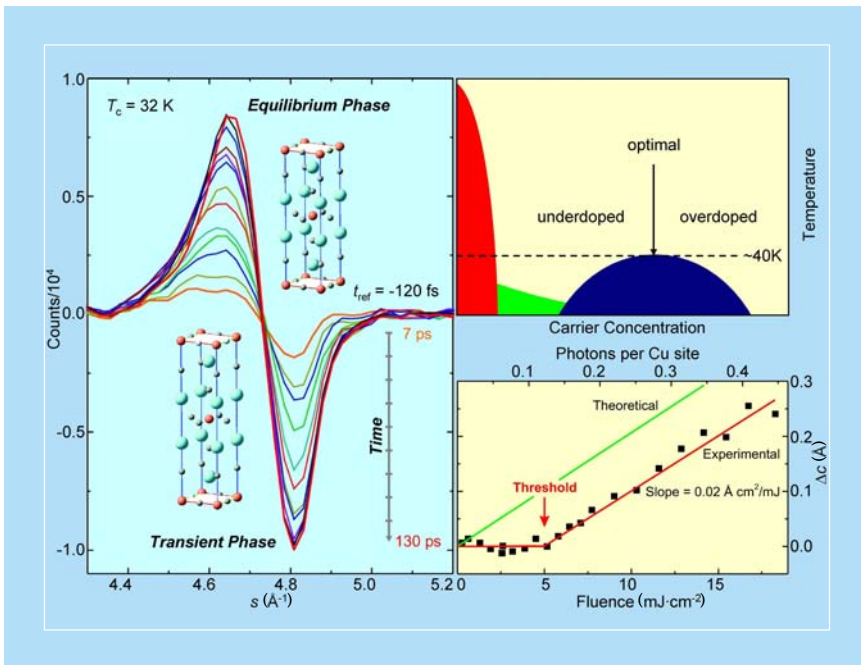 T_c = 32 K
Equilibrium Phase
1.0
0.5
0.0
-0.5
-1.0
Counts/10⁴
t_ref = -120 fs
7 ps
Time
130 ps
Transient Phase
4.4 4.6 4.8 5.0 5.2
s (Å⁻¹)
optimal
underdoped overdoped
~40K
Temperature
Carrier Concentration
Photons per Cu site
0.1 0.2 0.3 0.4
Theoretical
Experimental
Threshold
Slope = 0.02 Å cm²/mJ
0.3
0.2
0.1
0.0
Δc (Å)
0 5 10 15
Fluence (mJ·cm⁻²)